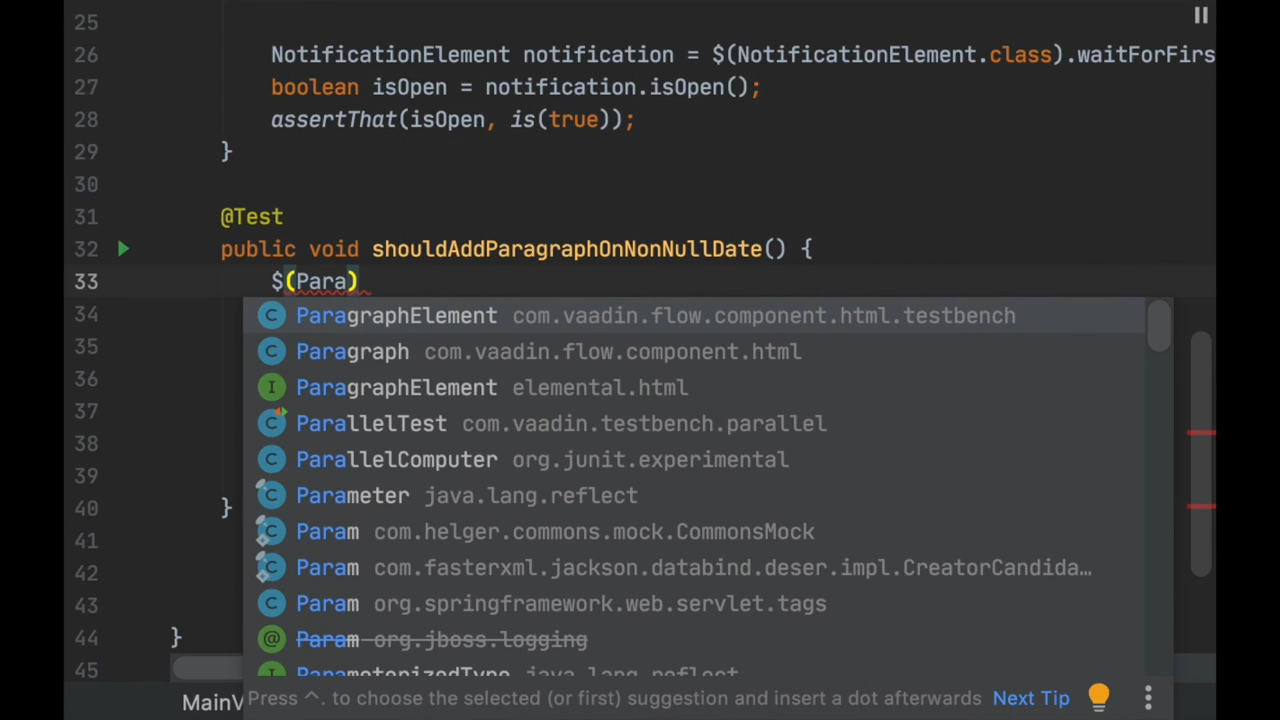 25
26 NotificationElement notification = $(NotificationElement.class).waitForFirs
27 boolean isOpen = notification.isOpen();
28 assertThat(isOpen, is(true));
29 }
30
31 @Test
32 public void shouldAddParagraphOnNonNullDate() {
33 $(Para)
34 ParagraphElement com.vaadin.flow.component.html.testbench
35 Paragraph com.vaadin.flow.component.html
36 ParagraphElement elemental.html
37 ParallelTest com.vaadin.testbench.parallel
38 ParallelComputer org.junit.experimental
39 Parameter java.lang.reflect
40 } Param com.helger.commons.mock.CommonsMock
41 Param com.fasterxml.jackson.databind.deser.impl.CreatorCandida…
42 Param org.springframework.web.servlet.tags
43
44 } Param org.jboss.logging
45 ParameterizedType java.lang.reflect
MainV Press ^. to choose the selected (or first) suggestion and insert a dot afterwards Next Tip